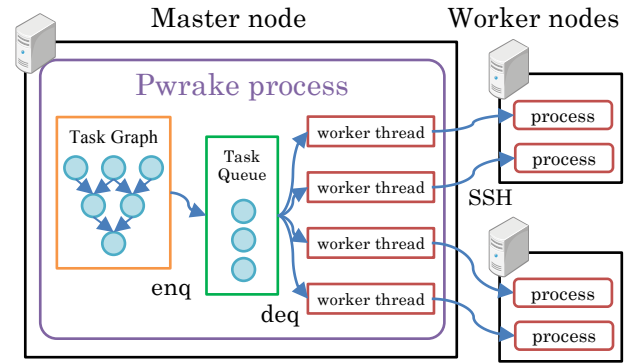 Master node
Worker nodes
Pwrake process
Task Graph
Task
Queue
worker thread
worker thread
worker thread
worker thread
enq
deq
SSH
process
process
process
process